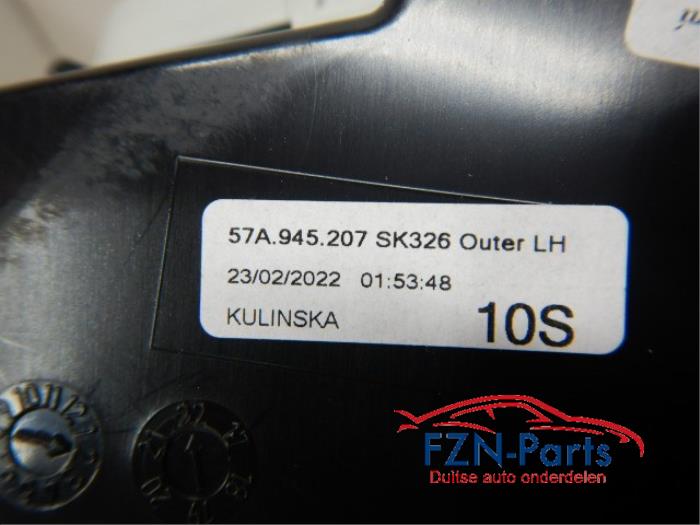 57A.945.207 SK326 Outer LH
23/02/2022 01:53:48
KULINSKA 10S
FZN-Parts
Duitse auto onderdelen